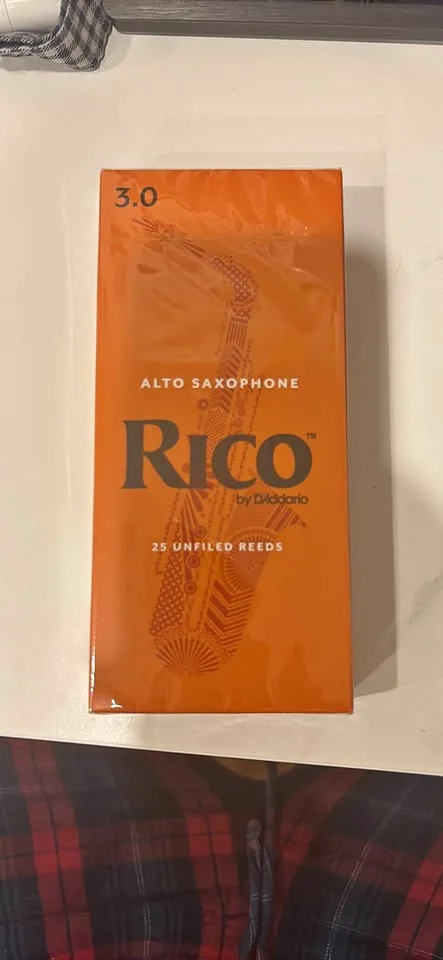 3.0
ALTO SAXOPHONE
RICO™
by D'Addario
25 UNFILED REEDS